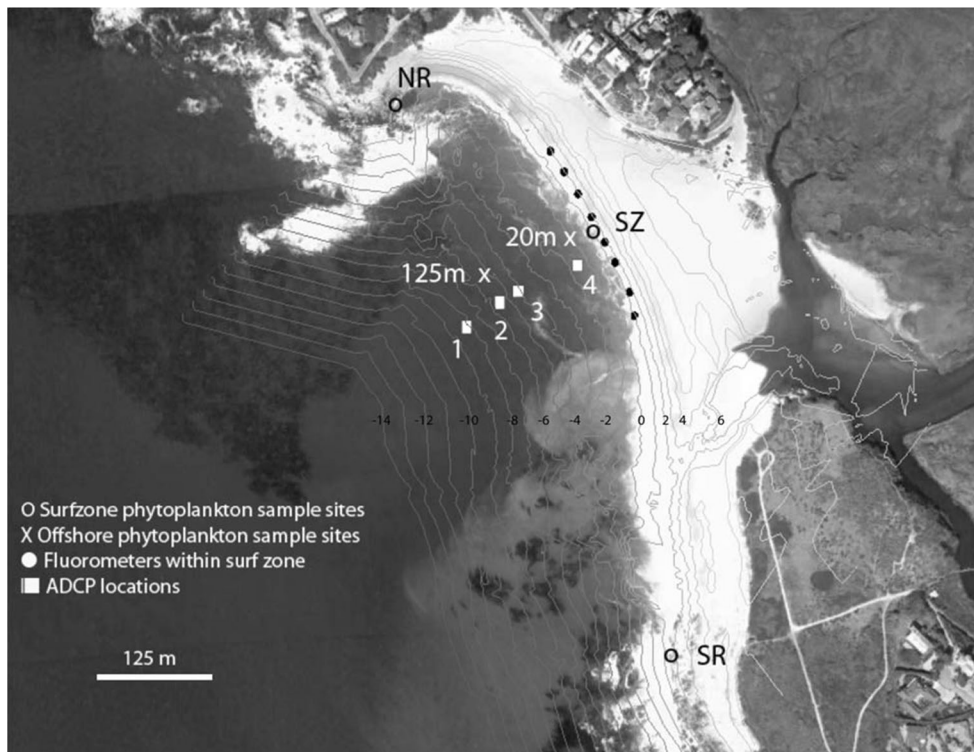 NR
SZ
20m x
4
125m x
3
2
1
-14 -12 -10 -8 -6 -4 -2 0 2 4 6
O Surfzone phytoplankton sample sites
X Offshore phytoplankton sample sites
Fluorometers within surf zone
ADCP locations
125 m
SR